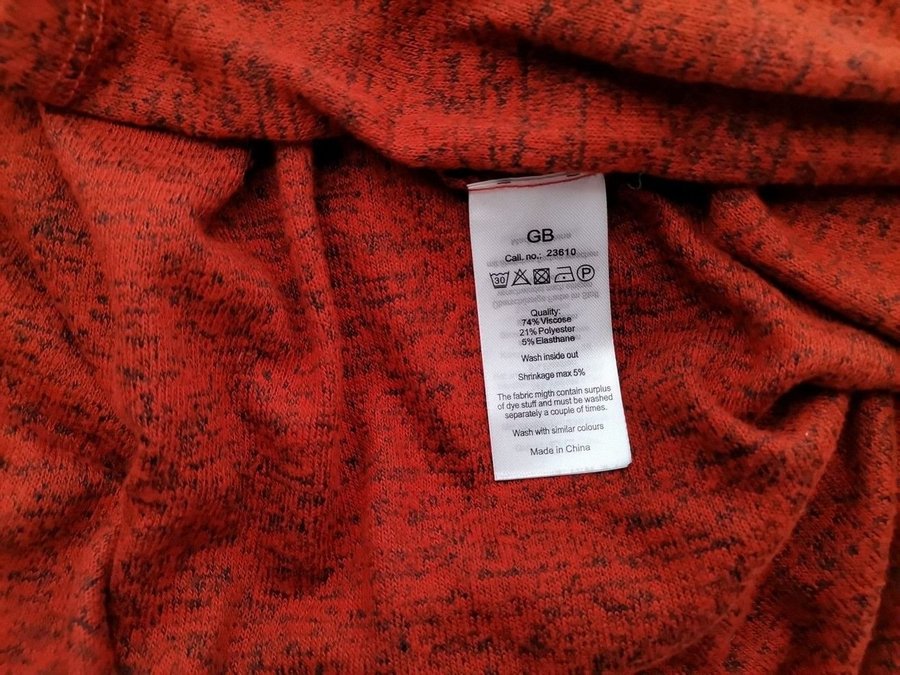 GB
Call. no.: 23610
30 P
Quality:
74% Viscose
21% Polyester
5% Elasthane
Wash inside out
Shrinkage max 5%
The fabric migth contain surplus
of dye stuff and must be washed
separately a couple of times.
Wash with similar colours
Made in China